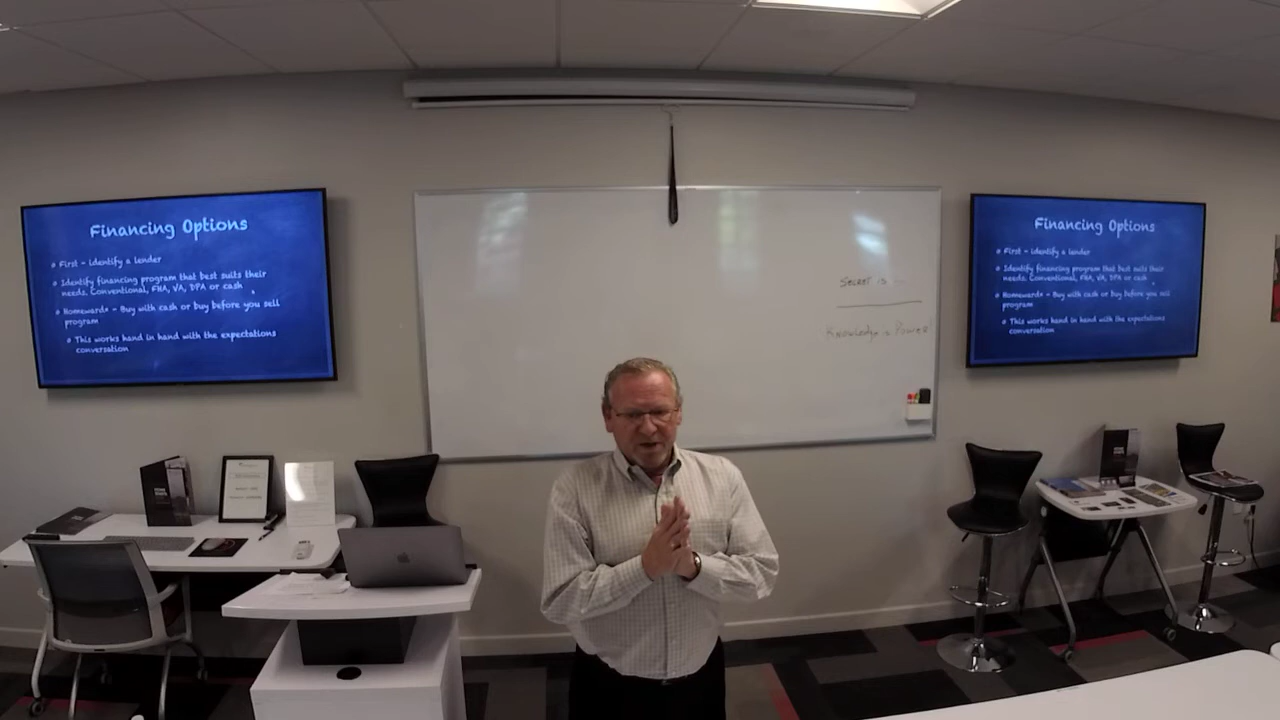 Financing Options
First - identify a lender
Identify financing program that best suits their
needs. Conventional, FHA, VA, DPA or cash
Homeward* - Buy with cash or buy before you sell
program
This works hand in hand with the expectations
conversation
Secret is ...
Knowledge is Power!
Financing Options
First - identify a lender
Identify financing program that best suits their
needs. Conventional, FHA, VA, DPA or cash
Homeward* - Buy with cash or buy before you sell
program
This works hand in hand with the expectations
conversation